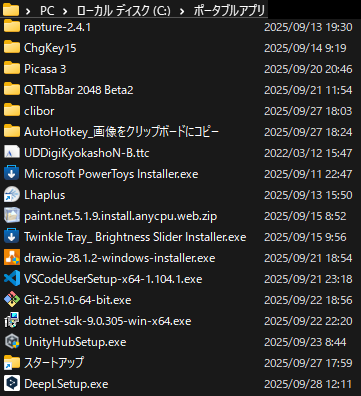 PC > ローカル ディスク (C:) > ポータブルアプリ
rapture-2.4.1 2025/09/13 19:30
ChgKey15 2025/09/14 9:19
Picasa 3 2025/09/20 20:46
QTTabBar 2048 Beta2 2025/09/21 11:54
clibor 2025/09/27 18:03
AutoHotkey_画像をクリップボードにコピー 2025/09/27 18:24
UDDigiKyokashoN-B.ttc 2022/03/12 15:47
Microsoft PowerToys Installer.exe 2025/09/11 22:47
Lhaplus 2025/09/13 15:50
paint.net.5.1.9.install.anycpu.web.zip 2025/09/15 8:52
Twinkle Tray_ Brightness Slider Installer.exe 2025/09/15 9:56
draw.io-28.1.2-windows-installer.exe 2025/09/21 18:54
VSCodeUserSetup-x64-1.104.1.exe 2025/09/21 23:18
Git-2.51.0-64-bit.exe 2025/09/22 18:56
dotnet-sdk-9.0.305-win-x64.exe 2025/09/22 22:20
UnityHubSetup.exe 2025/09/23 8:44
スタートアップ 2025/09/27 17:59
DeepLSetup.exe 2025/09/28 12:11